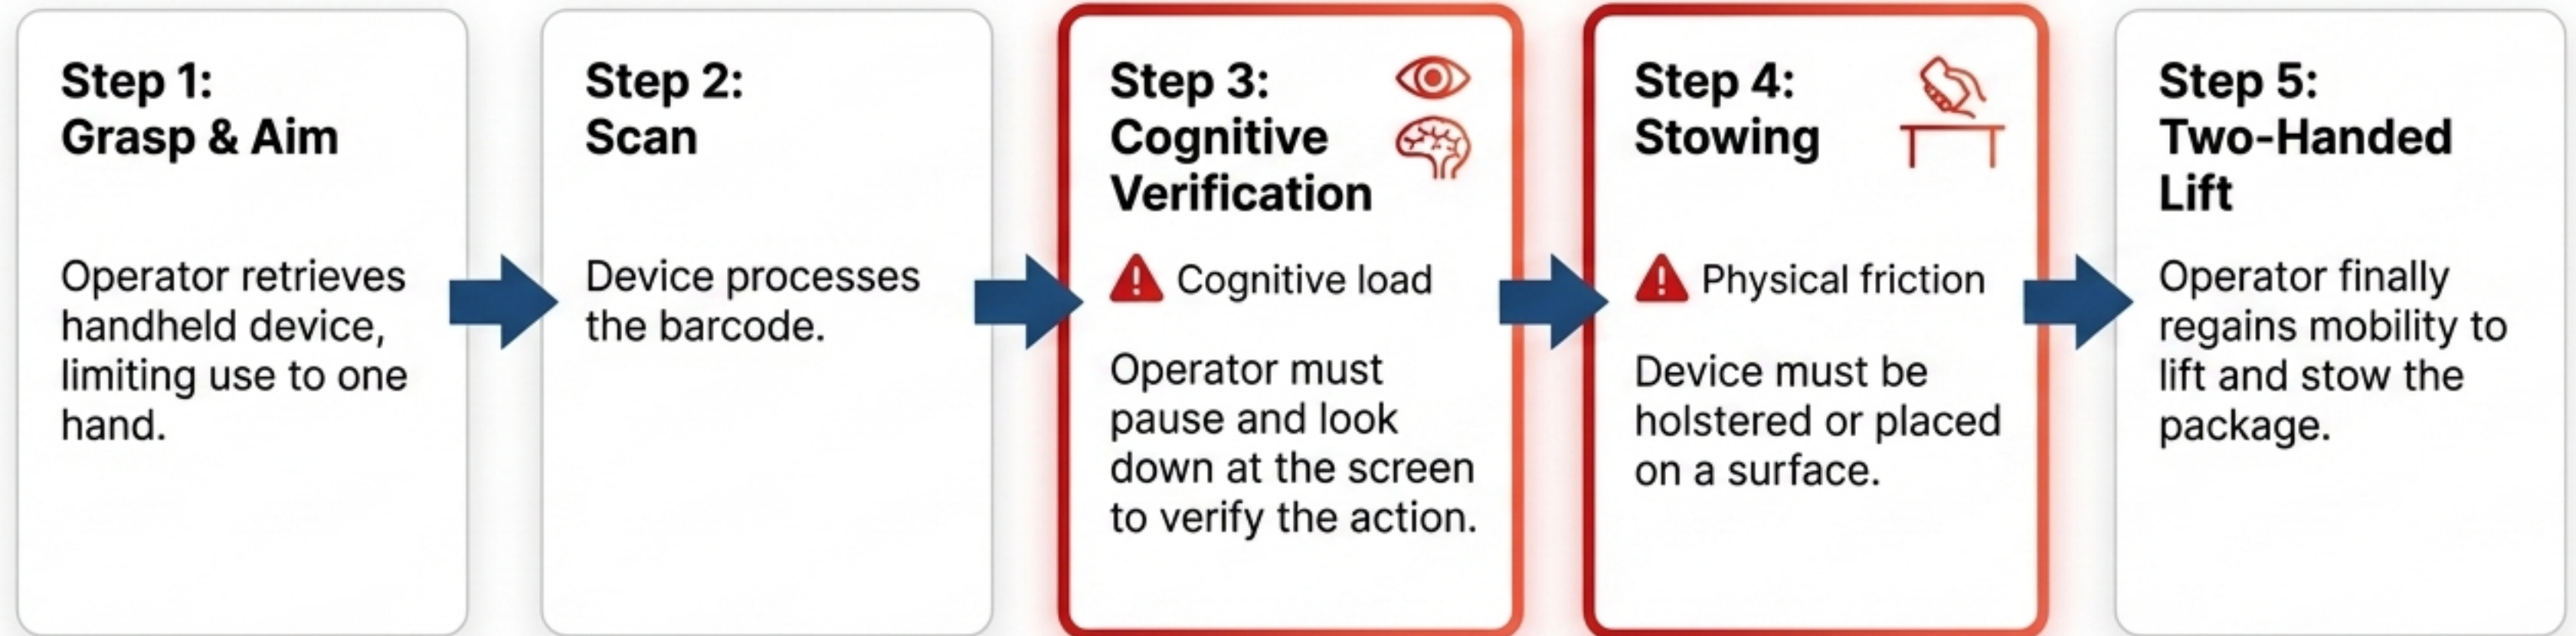 Step 1:
Grasp & Aim
Operator retrieves
handheld device,
limiting use to one
hand.
Step 2:
Scan
Device processes
the barcode.
Step 3:
Cognitive
Verification
Cognitive load
Operator must
pause and look
down at the screen
to verify the action.
Step 4:
Stowing
Physical friction
Device must be
holstered or placed
on a surface.
Step 5:
Two-Handed
Lift
Operator finally
regains mobility to
lift and stow the
package.